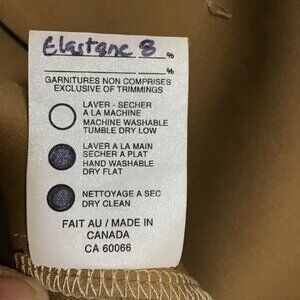 Elastane 8 %
%
GARNITURES NON COMPRISES
EXCLUSIVE OF TRIMMINGS
LAVER - SECHER
A LA MACHINE
MACHINE WASHABLE
TUMBLE DRY LOW
LAVER A LA MAIN
SECHER A PLAT
HAND WASHABLE
DRY FLAT
NETTOYAGE A SEC
DRY CLEAN
FAIT AU / MADE IN
CANADA
CA 60066